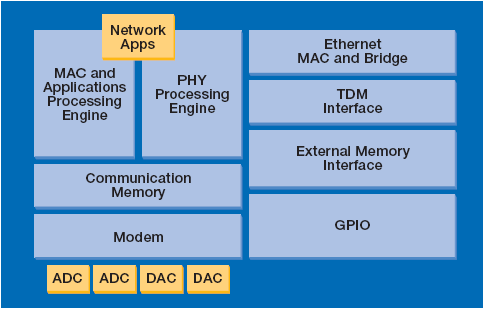 Network
Apps
MAC and
Applications
Processing
Engine
PHY
Processing
Engine
Communication
Memory
Modem
ADC
ADC
DAC
DAC
Ethernet
MAC and Bridge
TDM
Interface
External Memory
Interface
GPIO